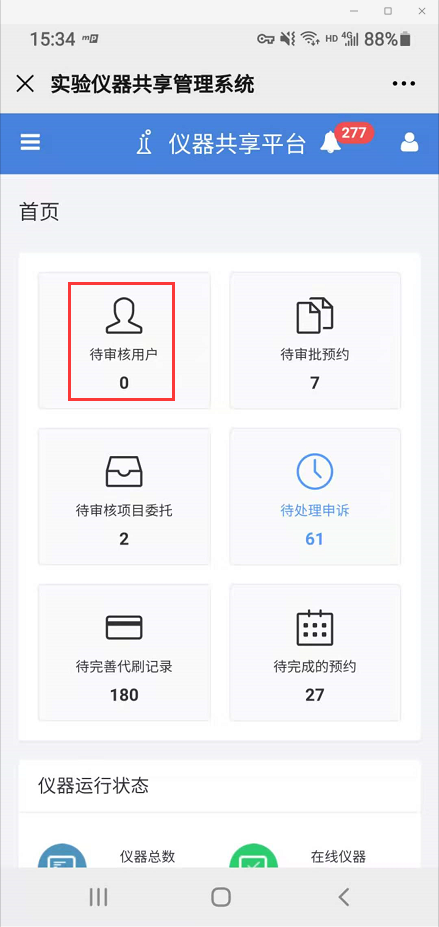 15:34 HD 4G 88%
实验仪器共享管理系统
仪器共享平台 277
首页
待审核用户 待审批预约
0 7
待审核项目委托 待处理申诉
2 61
待完善代刷记录 待完成的预约
180 27
仪器运行状态
仪器总数 在线仪器